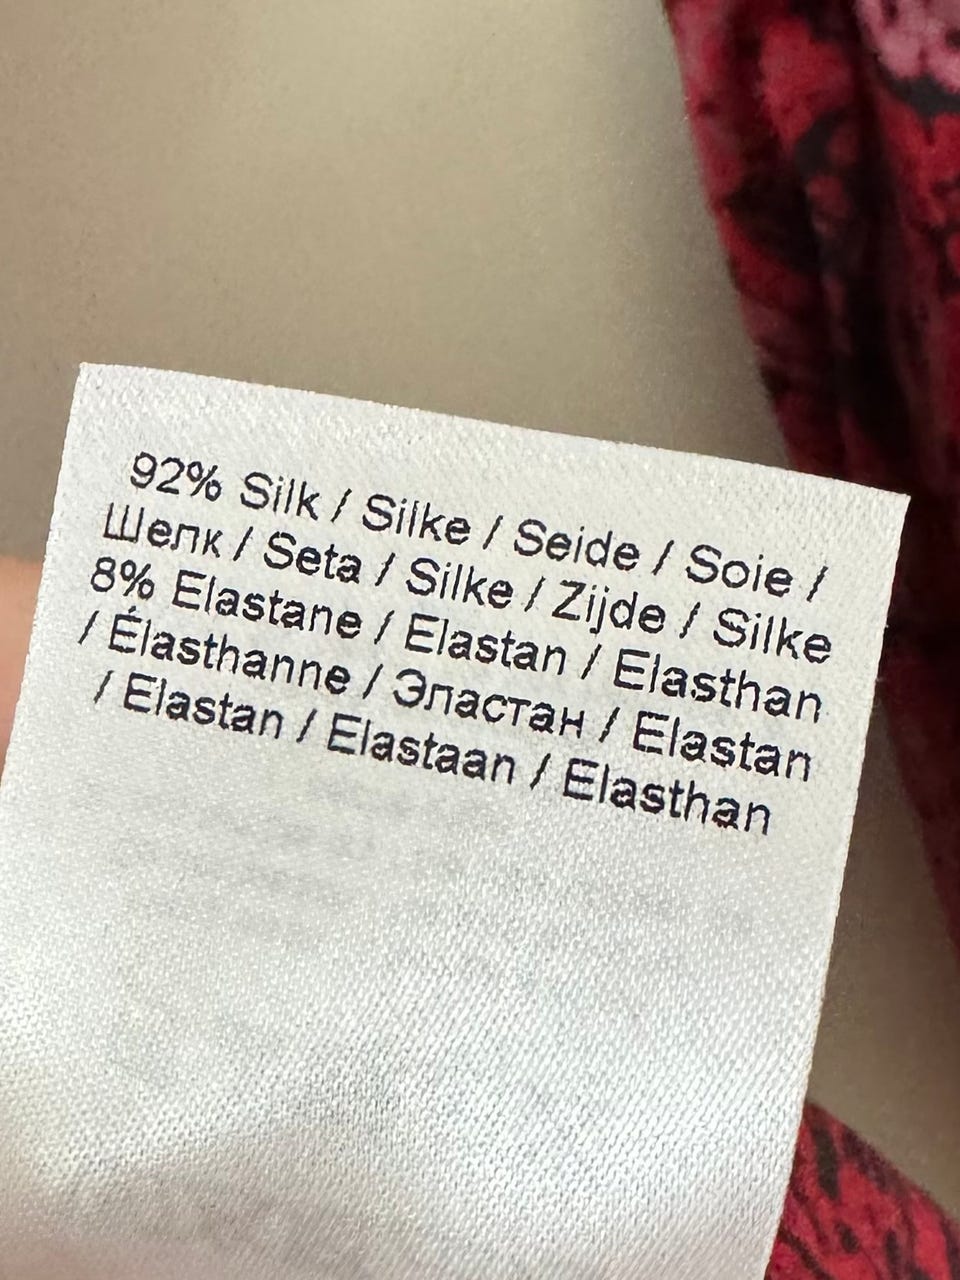 92% Silk / Silke / Seide / Soie /
Шелк / Seta / Silke / Zijde / Silke
8% Elastane / Elastan / Elasthan
/ Élasthanne / Эластан / Elastan
/ Elastan / Elastaan / Elasthan